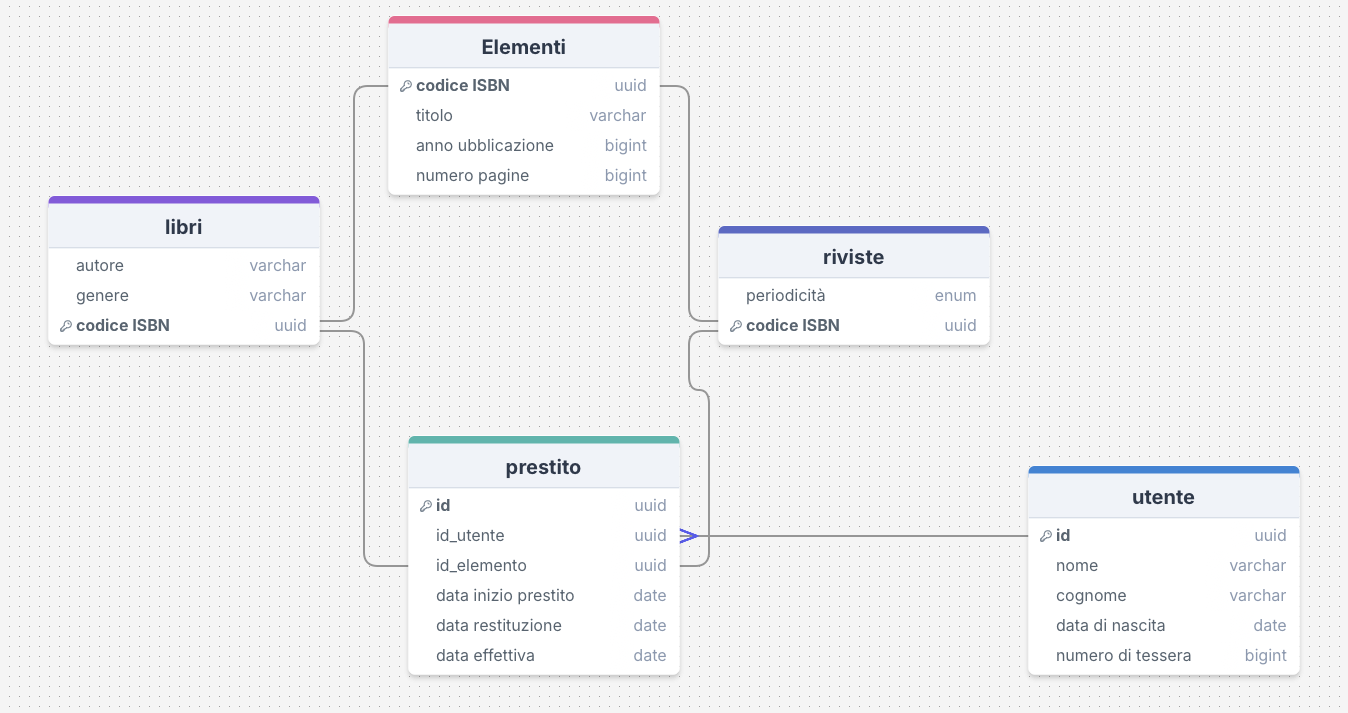 Elementi
codice ISBN uuid
titolo varchar
anno ubblicazione bigint
numero pagine bigint
libri
autore varchar
genere varchar
codice ISBN uuid
riviste
periodicità enum
codice ISBN uuid
prestito
id uuid
id_utente uuid
id_elemento uuid
data inizio prestito date
data restituzione date
data effettiva date
utente
id uuid
nome varchar
cognome varchar
data di nascita date
numero di tessera bigint